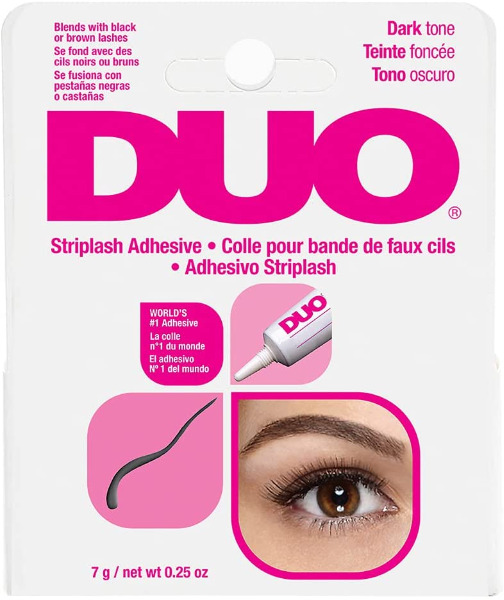 Blends with black
or brown lashes
Se fond avec des
cils noirs ou bruns
Se fusiona con
pestañas negras
o castañas
Dark tone
Teinte foncée
Tono oscuro
DUO®
Striplash Adhesive • Colle pour bande de faux cils
• Adhesivo Striplash
WORLD'S
#1 Adhesive
La colle
n°1 du monde
El adhesivo
Nº 1 del mundo
DUO
7 g / net wt 0.25 oz